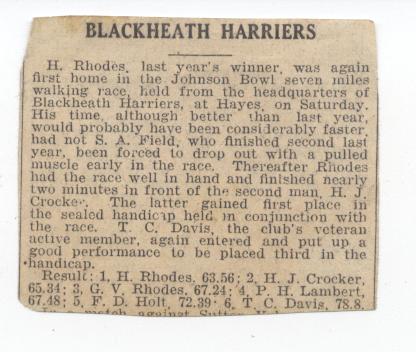 BLACKHEATH HARRIERS
H. Rhodes, last year's winner, was again
first home in the Johnson Bowl seven miles
walking race, held from the headquarters of
Blackheath Harriers, at Hayes, on Saturday.
His time, although better than last year,
would probably have been considerably faster,
had not S. A. Field, who finished second last
year, been forced to drop out with a pulled
muscle early in the race. Thereafter Rhodes
had the race well in hand and finished nearly
two minutes in front of the second man, H. J.
Crocker. The latter gained first place in
the sealed handicap held in conjunction with
the race. T. C. Davis, the club's veteran
active member, again entered and put up a
good performance to be placed third in the
handicap.
Result: 1, H. Rhodes, 63.56; 2, H. J. Crocker,
65.34; 3, G. V. Rhodes, 67.24; 4, P. H. Lambert,
67.48; 5, F. D. Holt, 72.39; 6, T. C. Davis, 78.8.
match against